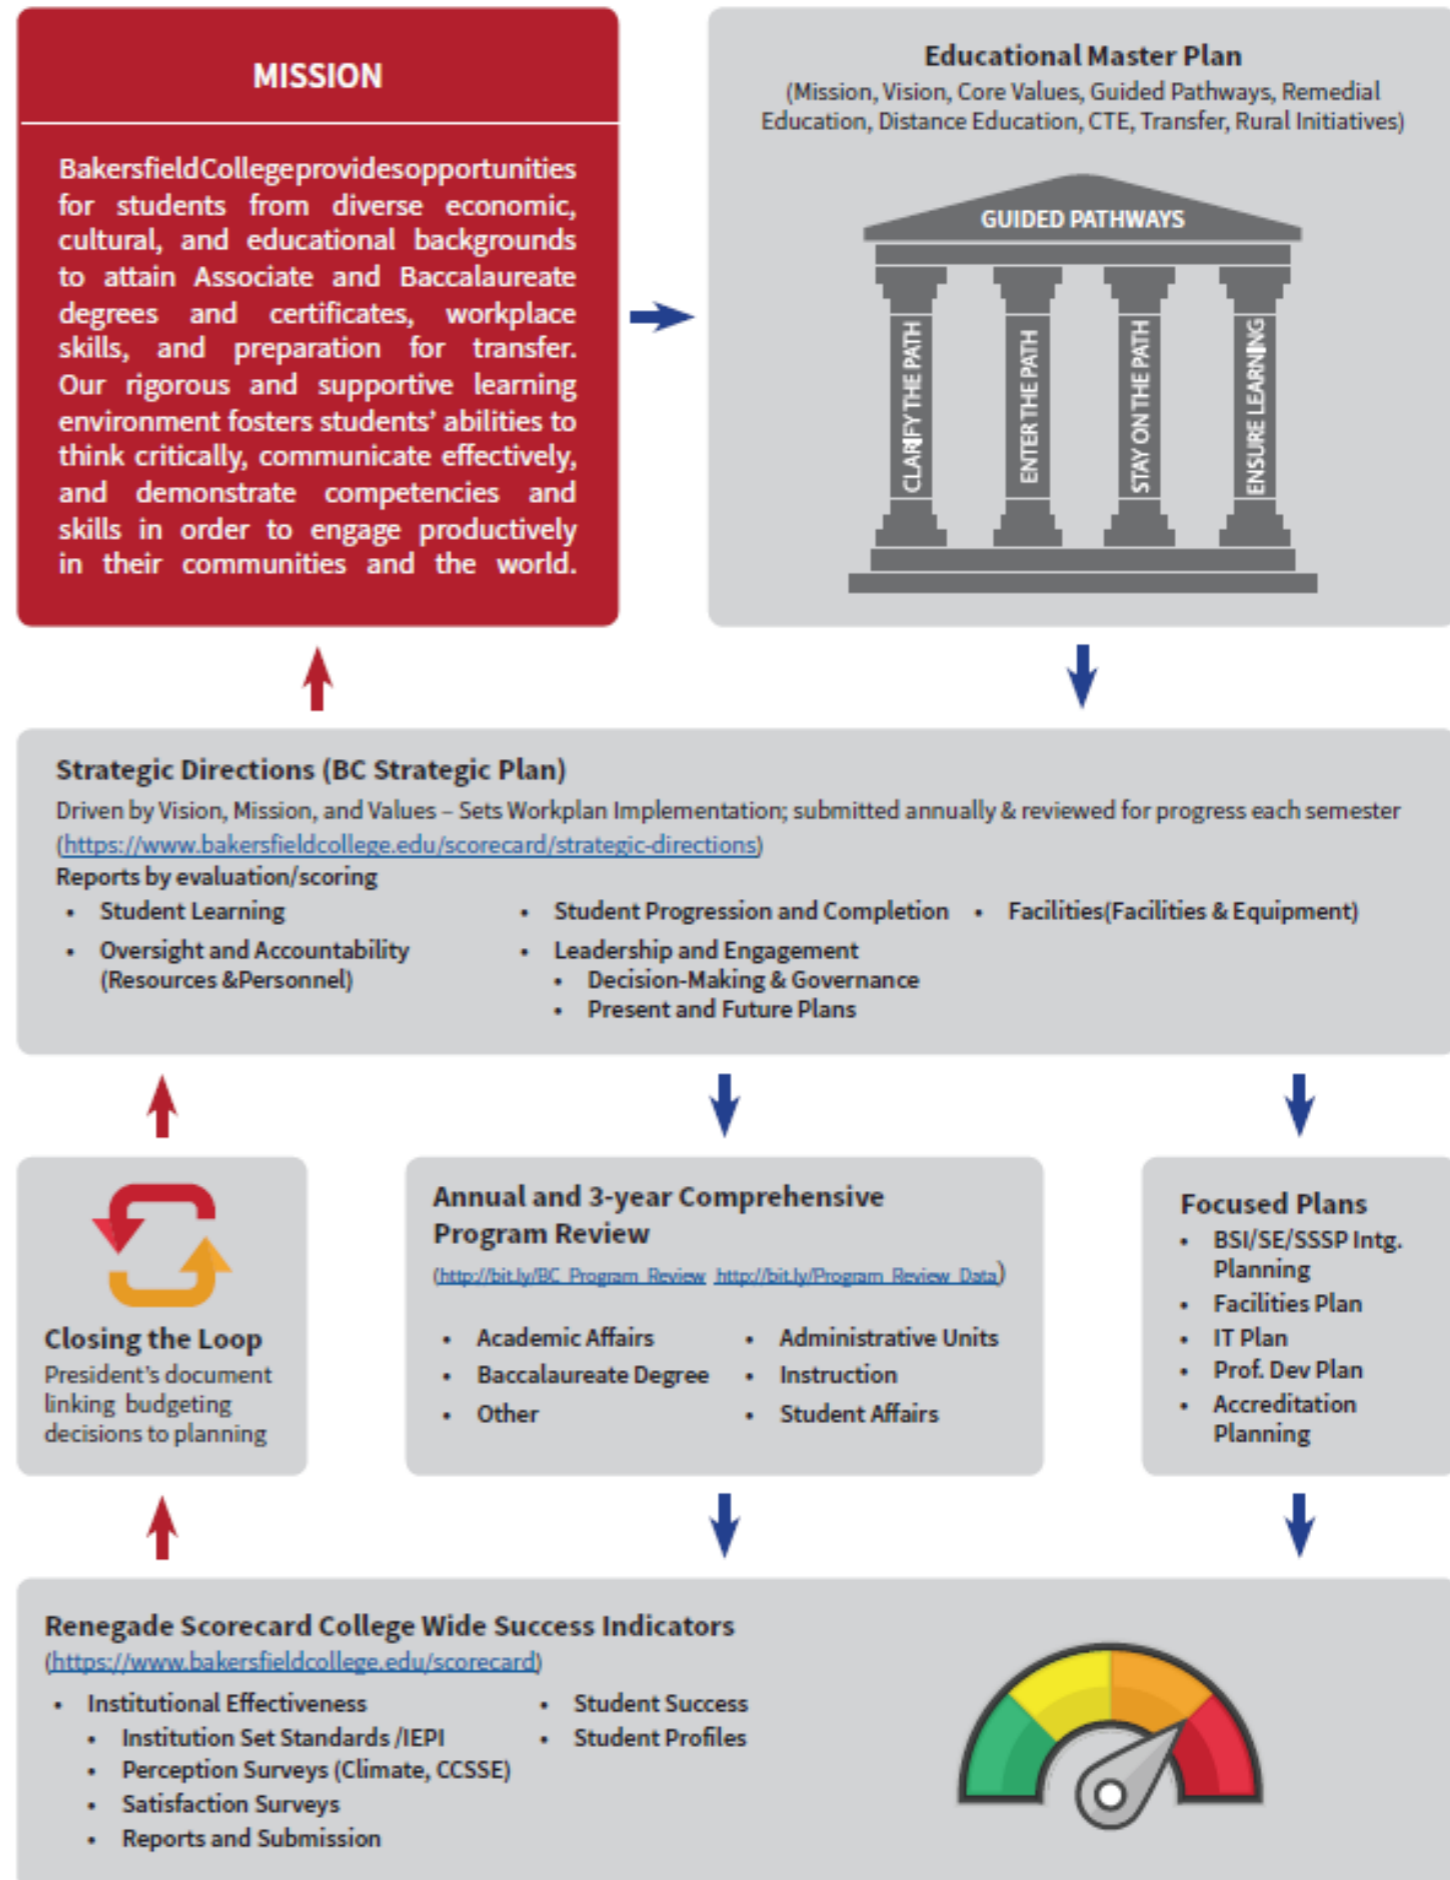 MISSION
BakersfieldCollegeprovidesopportunities
for students from diverse economic,
cultural, and educational backgrounds
to attain Associate and Baccalaureate
degrees and certificates, workplace
skills, and preparation for transfer.
Our rigorous and supportive learning
environment fosters students’ abilities to
think critically, communicate effectively,
and demonstrate competencies and
skills in order to engage productively
in their communities and the world.
Educational Master Plan
(Mission, Vision, Core Values, Guided Pathways, Remedial
Education, Distance Education, CTE, Transfer, Rural Initiatives)
GUIDED PATHWAYS
CLARIFY THE PATH
ENTER THE PATH
STAY ON THE PATH
ENSURE LEARNING
Strategic Directions (BC Strategic Plan)
Driven by Vision, Mission, and Values – Sets Workplan Implementation; submitted annually & reviewed for progress each semester
(https://www.bakersfieldcollege.edu/scorecard/strategic-directions)
Reports by evaluation/scoring
• Student Learning
• Oversight and Accountability
(Resources &Personnel)
• Student Progression and Completion
• Leadership and Engagement
• Decision-Making & Governance
• Present and Future Plans
• Facilities(Facilities & Equipment)
Closing the Loop
President’s document
linking budgeting
decisions to planning
Annual and 3-year Comprehensive
Program Review
(http://bit.ly/BC_Program_Review http://bit.ly/Program_Review_Data)
• Academic Affairs
• Baccalaureate Degree
• Other
• Administrative Units
• Instruction
• Student Affairs
Focused Plans
• BSI/SE/SSSP Intg.
Planning
• Facilities Plan
• IT Plan
• Prof. Dev Plan
• Accreditation
Planning
Renegade Scorecard College Wide Success Indicators
(https://www.bakersfieldcollege.edu/scorecard)
• Institutional Effectiveness
• Institution Set Standards /IEPI
• Perception Surveys (Climate, CCSSE)
• Satisfaction Surveys
• Reports and Submission
• Student Success
• Student Profiles